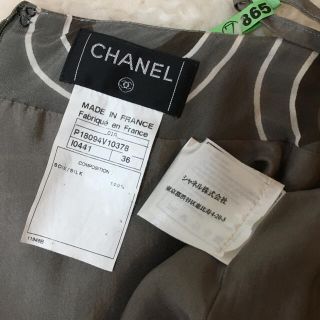 865
CHANEL
MADE IN FRANCE
Fabriqué en France
P18094V10378
I0441 36
COMPOSITION
SOIE/SILK 100%
シャネル株式会社